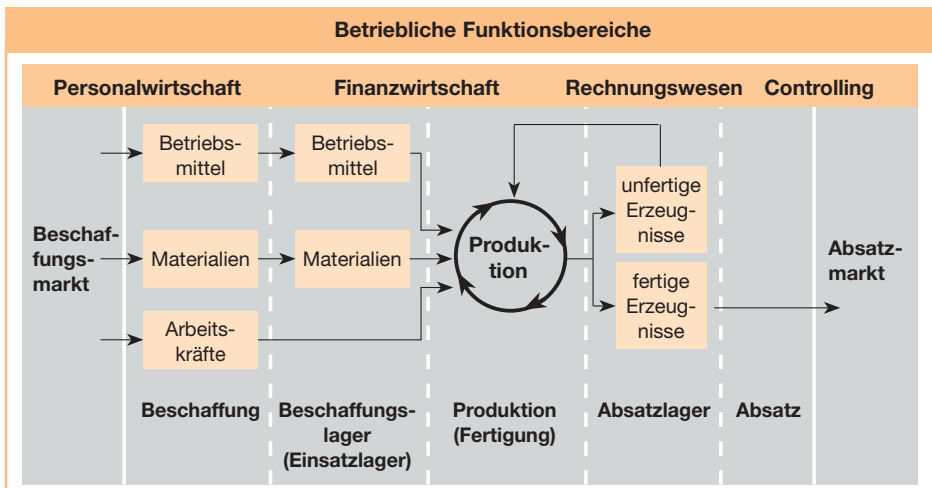 Betriebliche Funktionsbereiche
Personalwirtschaft Finanzwirtschaft Rechnungswesen Controlling
Beschaf-
fungs-
markt
Betriebs-
mittel
Materialien
Arbeits-
kräfte
Betriebs-
mittel
Materialien
Produk-
tion
unfertige
Erzeug-
nisse
fertige
Erzeug-
nisse
Absatz-
markt
Beschaffung
Beschaffungs-
lager
(Einsatzlager)
Produktion
(Fertigung)
Absatzlager
Absatz